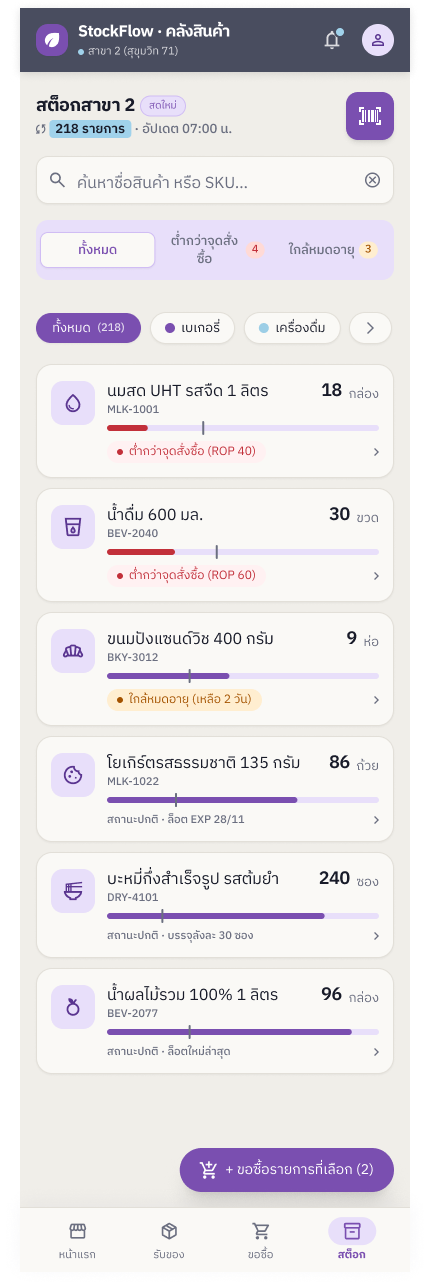 StockFlow · คลังสินค้า
สาขา 2 (สุขุมวิท 71)
สต็อกสาขา 2 สดใหม่
218 รายการ · อัปเดต 07:00 น.
ค้นหาชื่อสินค้า หรือ SKU...
ทั้งหมด
ต่ำกว่าจุดสั่ง
ซื้อ
4
ใกล้หมดอายุ 3
ทั้งหมด (218)
เบเกอรี่
เครื่องดื่ม
นมสด UHT รสจืด 1 ลิตร 18 กล่อง
MLK-1001
ต่ำกว่าจุดสั่งซื้อ (ROP 40)
น้ำดื่ม 600 มล. 30 ขวด
BEV-2040
ต่ำกว่าจุดสั่งซื้อ (ROP 60)
ขนมปังแซนด์วิช 400 กรัม 9 ห่อ
BKY-3012
ใกล้หมดอายุ (เหลือ 2 วัน)
โยเกิร์ตรสธรรมชาติ 135 กรัม 86 ถ้วย
MLK-1022
สถานะปกติ · ล็อต EXP 28/11
บะหมี่กึ่งสำเร็จรูป รสต้มยำ 240 ซอง
DRY-4101
สถานะปกติ · บรรจุลังละ 30 ซอง
น้ำผลไม้รวม 100% 1 ลิตร 96 กล่อง
BEV-2077
สถานะปกติ · ล็อตใหม่ล่าสุด
+ ขอซื้อรายการที่เลือก (2)
หน้าแรก
รับของ
ขอซื้อ
สต็อก